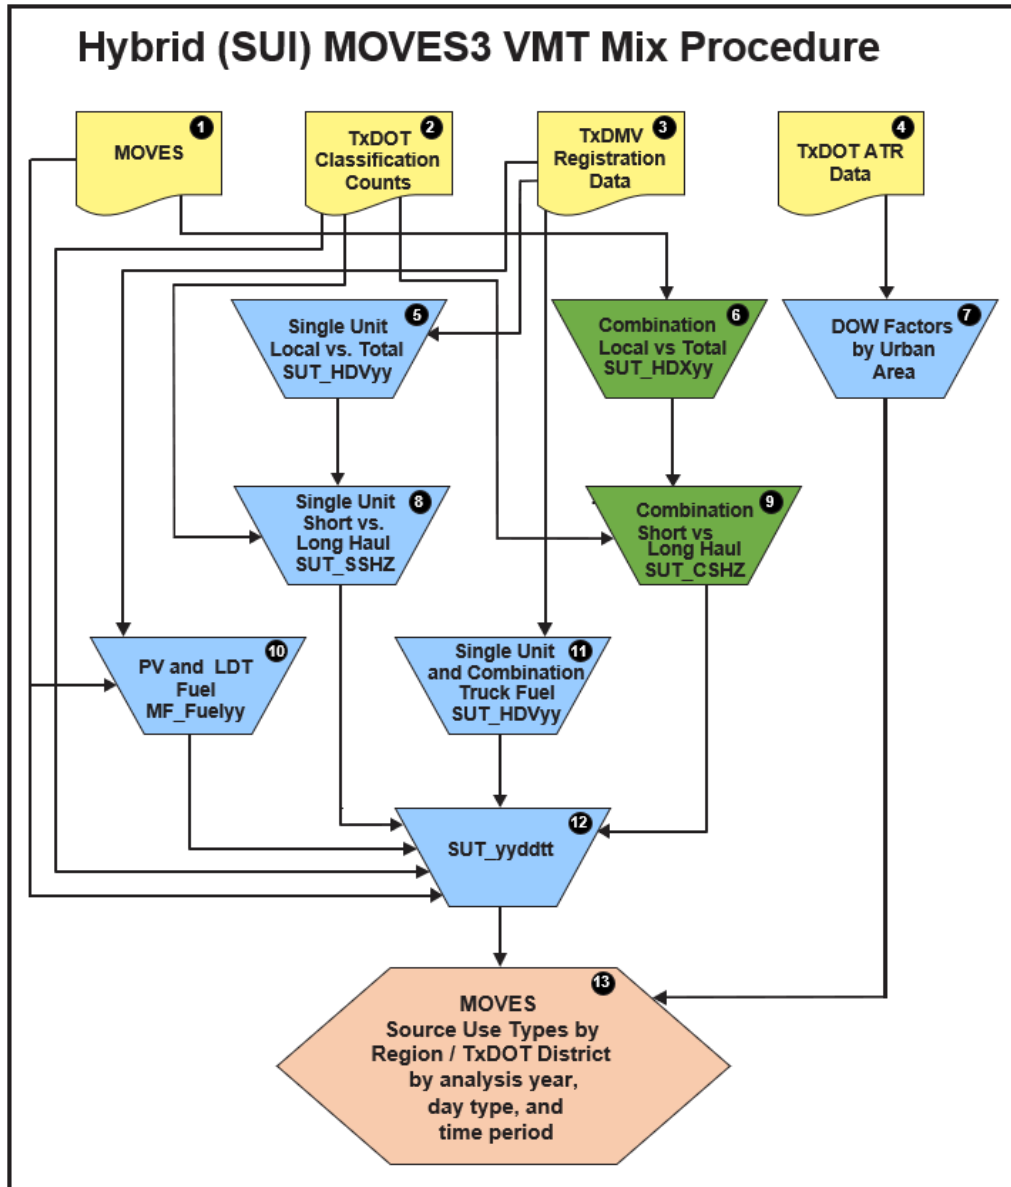 Hybrid (SUI) MOVES3 VMT Mix Procedure
1
MOVES
2
TxDOT
Classification
Counts
3
TxDMV
Registration
Data
4
TxDOT ATR
Data
5
Single Unit
Local vs. Total
SUT_HDVyy
6
Combination
Local vs Total
SUT_HDXyy
7
DOW Factors
by Urban
Area
8
Single Unit
Short vs.
Long Haul
SUT_SSHZ
9
Combination
Short vs
Long Haul
SUT_CSHZ
10
PV and LDT
Fuel
MF_Fuelyy
11
Single Unit
and Combination
Truck Fuel
SUT_HDVyy
12
SUT_yyddtt
13
MOVES
Source Use Types by
Region / TxDOT District
by analysis year,
day type, and
time period